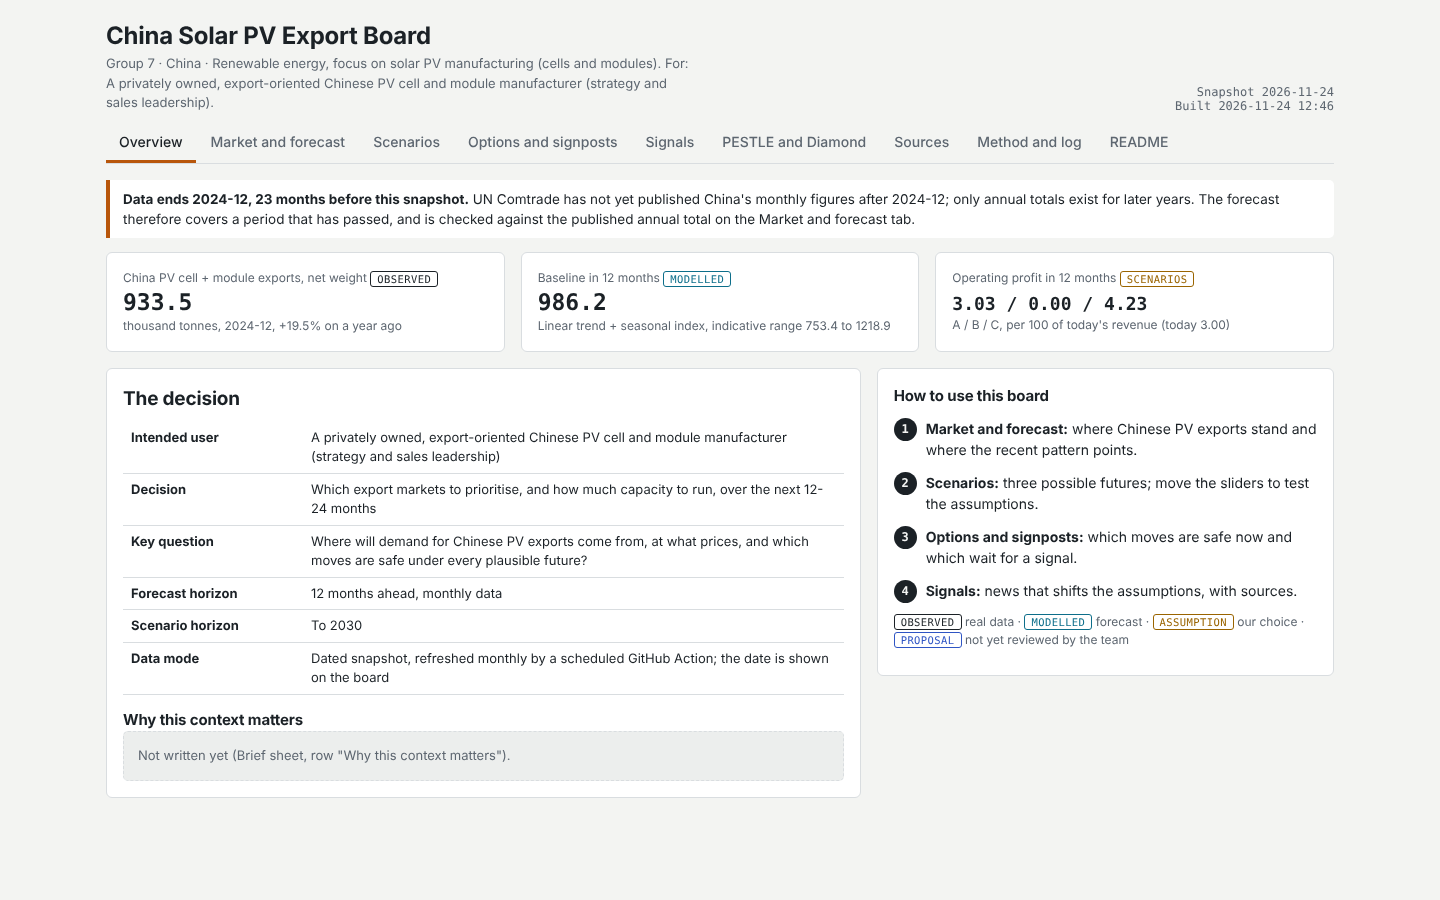 China Solar PV Export Board
Group 7 · China · Renewable energy, focus on solar PV manufacturing (cells and modules). For:
A privately owned, export-oriented Chinese PV cell and module manufacturer (strategy and
sales leadership).
Snapshot 2026-11-24
Built 2026-11-24 12:46
Overview Market and forecast Scenarios Options and signposts Signals PESTLE and Diamond Sources Method and log README
Data ends 2024-12, 23 months before this snapshot. UN Comtrade has not yet published China's monthly figures after 2024-12; only annual totals exist for later years. The forecast
therefore covers a period that has passed, and is checked against the published annual total on the Market and forecast tab.
China PV cell + module exports, net weight OBSERVED
933.5
thousand tonnes, 2024-12, +19.5% on a year ago
Baseline in 12 months MODELLED
986.2
Linear trend + seasonal index, indicative range 753.4 to 1218.9
Operating profit in 12 months SCENARIOS
3.03 / 0.00 / 4.23
A / B / C, per 100 of today's revenue (today 3.00)
The decision
Intended user A privately owned, export-oriented Chinese PV cell and module manufacturer
(strategy and sales leadership)
Decision Which export markets to prioritise, and how much capacity to run, over the next 12-
24 months
Key question Where will demand for Chinese PV exports come from, at what prices, and which
moves are safe under every plausible future?
Forecast horizon 12 months ahead, monthly data
Scenario horizon To 2030
Data mode Dated snapshot, refreshed monthly by a scheduled GitHub Action; the date is shown
on the board
Why this context matters
Not written yet (Brief sheet, row "Why this context matters").
How to use this board
1 Market and forecast: where Chinese PV exports stand and
where the recent pattern points.
2 Scenarios: three possible futures; move the sliders to test
the assumptions.
3 Options and signposts: which moves are safe now and
which wait for a signal.
4 Signals: news that shifts the assumptions, with sources.
OBSERVED real data · MODELLED forecast · ASSUMPTION our choice ·
PROPOSAL not yet reviewed by the team